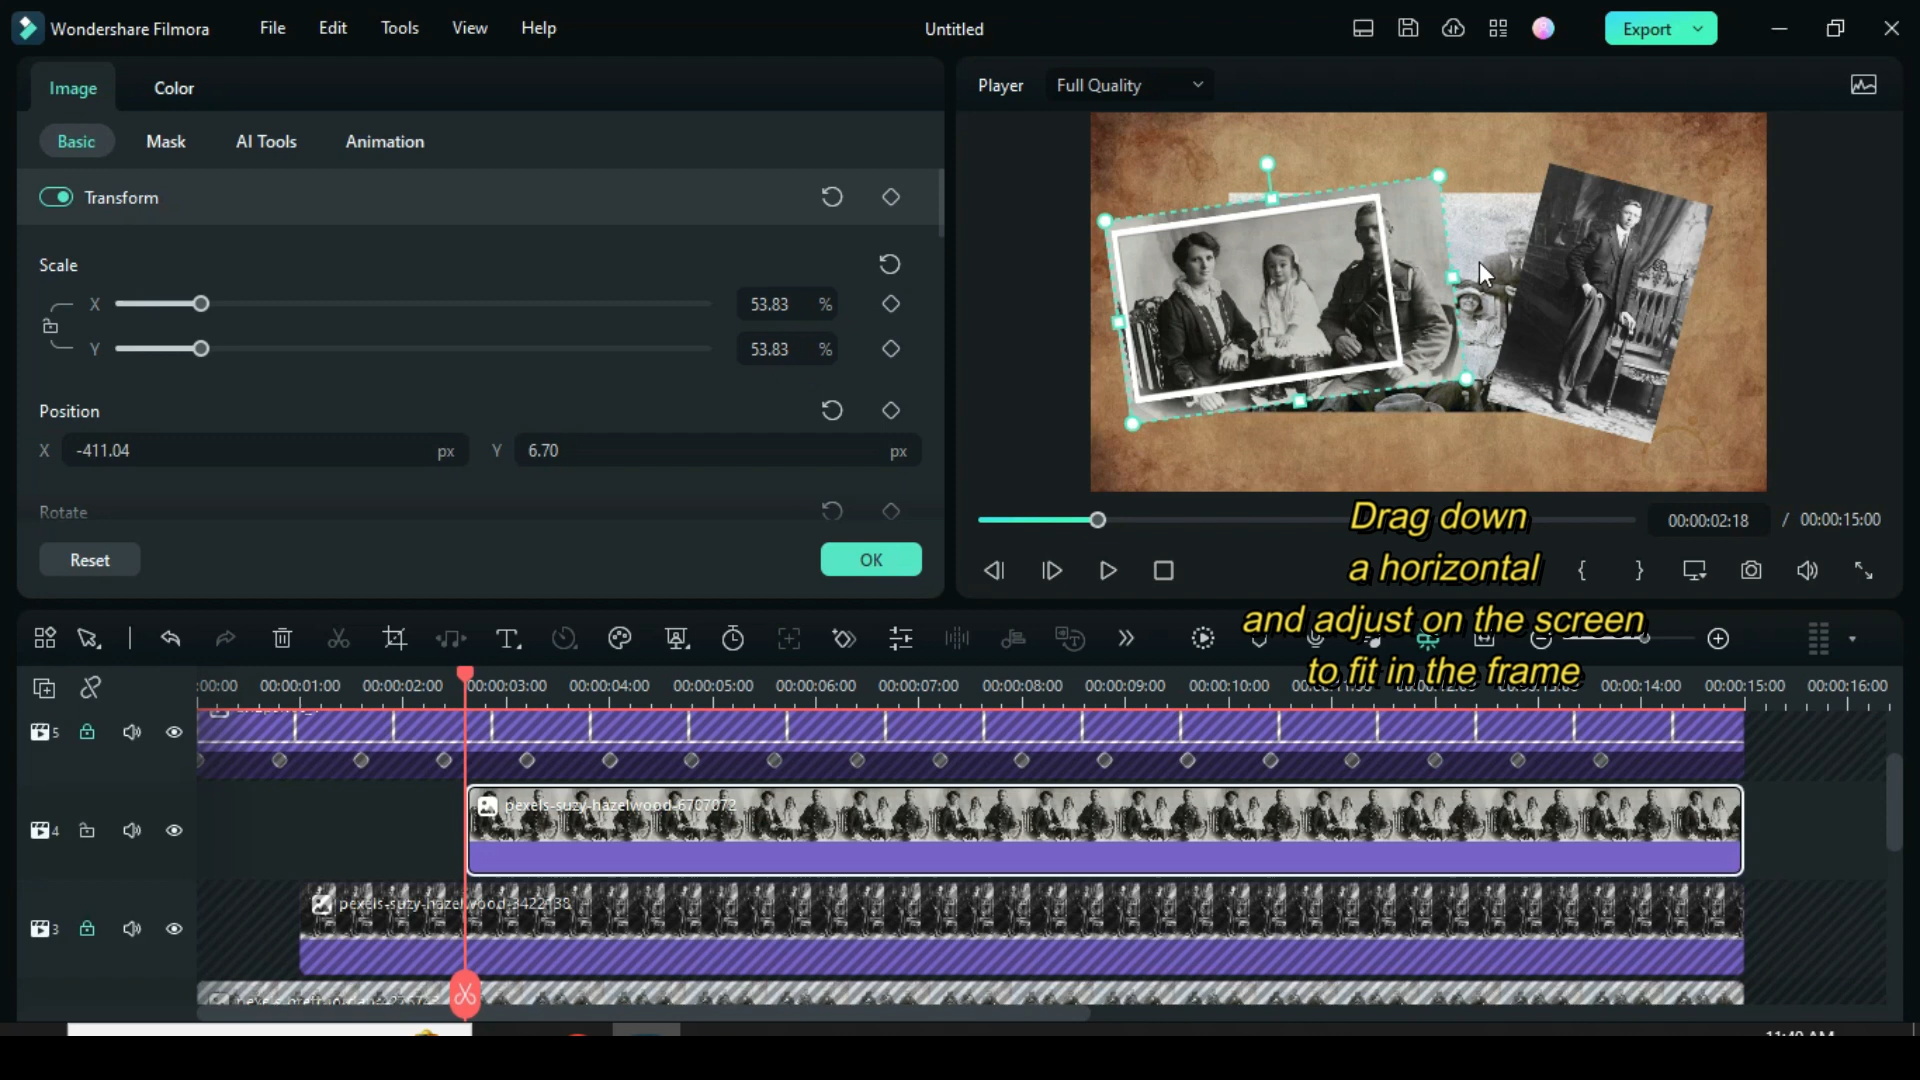 Wondershare Filmora File Edit Tools View Help Untitled Export
Image Color
Player Full Quality
Basic Mask AI Tools Animation
Transform
Scale
X 53.83 %
Y 53.83 %
Position
X -411.04 px Y 6.70 px
Rotate
Reset OK
00:00:02:18 / 00:00:15:00
Drag down
a horizontal
and adjust on the screen
to fit in the frame
:00:00 00:00:01:00 00:00:02:00 00:00:03:00 00:00:04:00 00:00:05:00 00:00:06:00 00:00:07:00 00:00:08:00 00:00:09:00 00:00:10:00 00:00:14:00 00:00:15:00 00:00:16:00
5
pexels-suzy-hazelwood-6707072
4
pexels-suzy-hazelwood-3422138
3